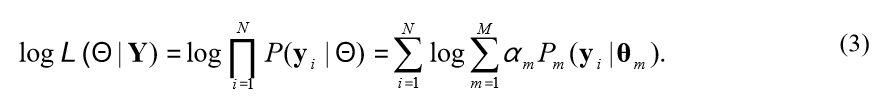 log L (Θ | Y) = log ∏_{i=1}^{N} P(y_i | Θ) = ∑_{i=1}^{N} log ∑_{m=1}^{M} α_m P_m (y_i | θ_m). (3)